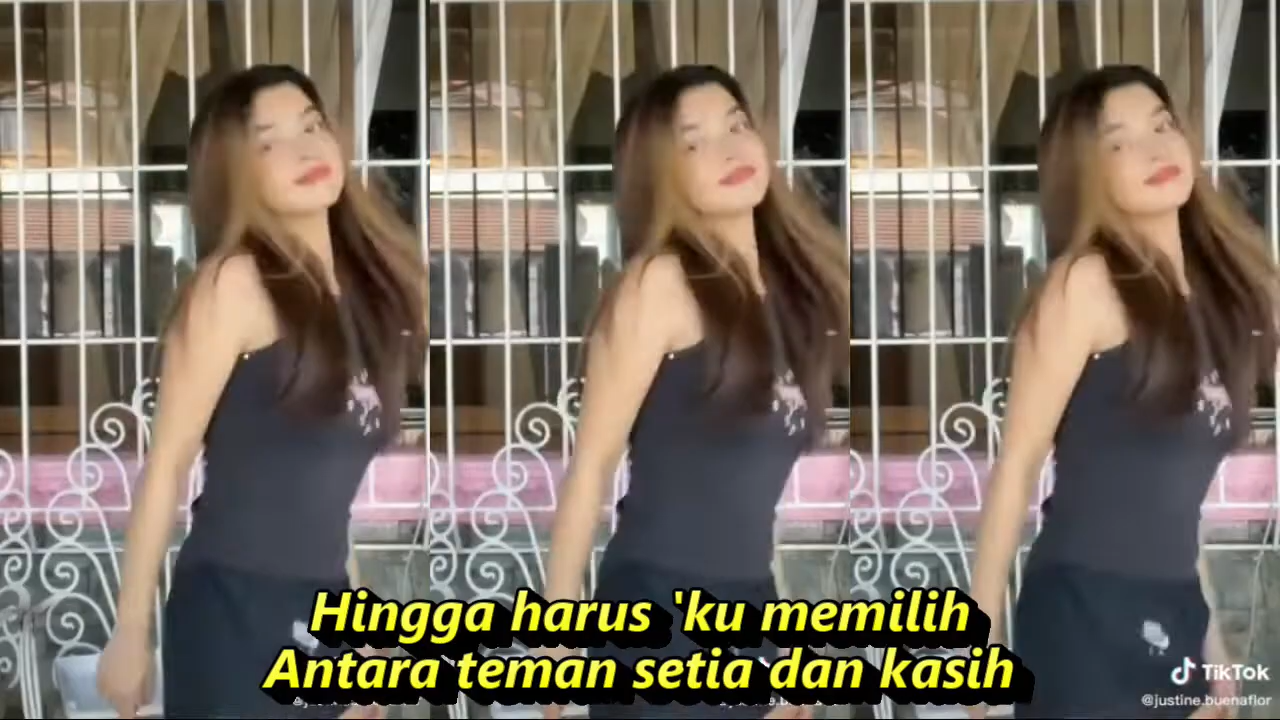 Hingga harus 'ku memilih
Antara teman setia dan kasih
TikTok
@justine.buenaflor